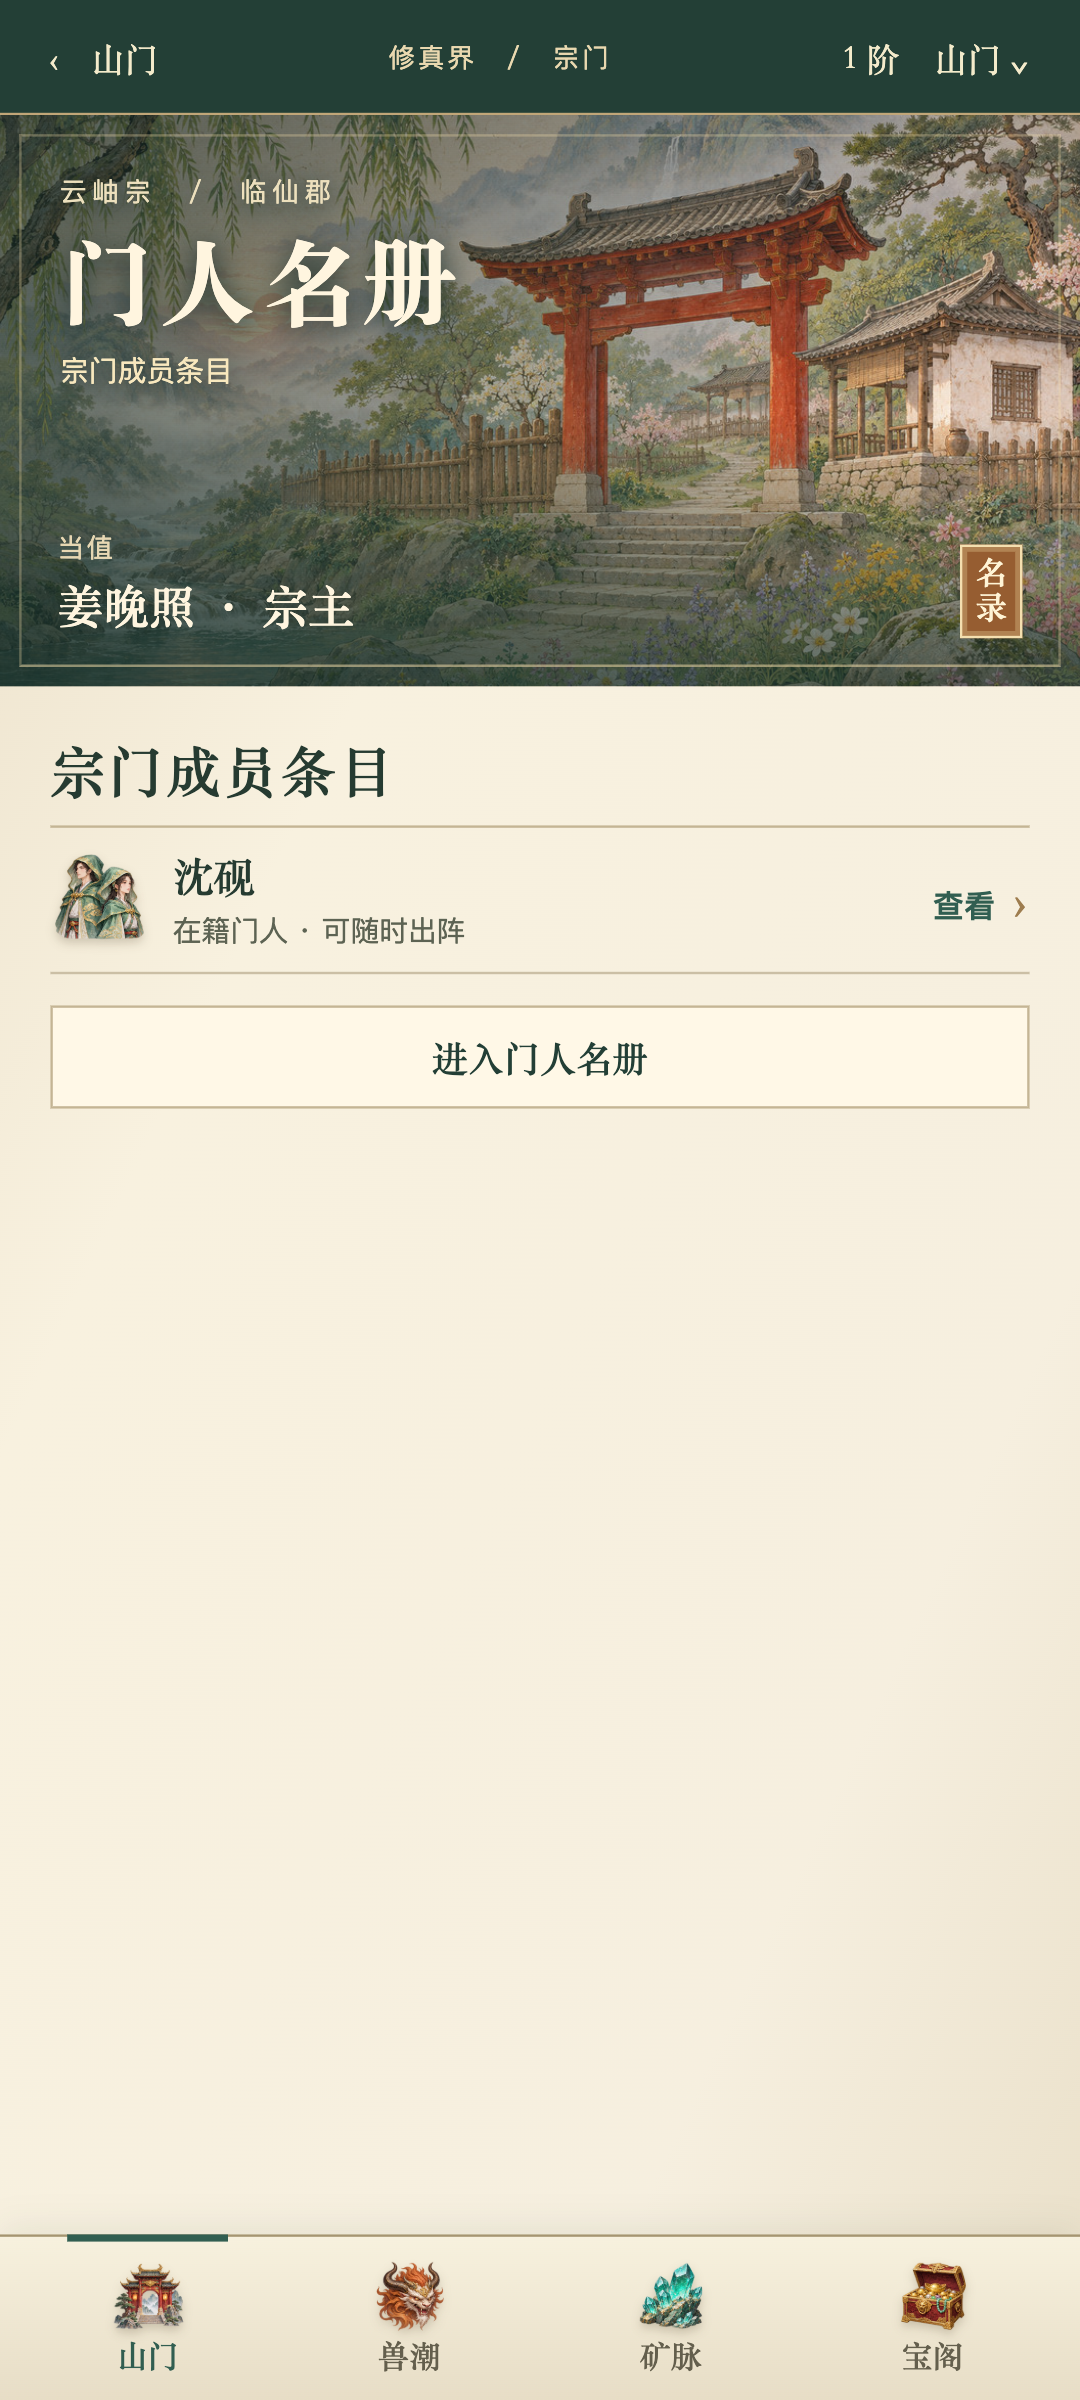 ‹ 山门 修真界 / 宗门 1 阶 山门
云岫宗 / 临仙郡
门人名册
宗门成员条目
当值
姜晚照 · 宗主
名录
宗门成员条目
沈砚
在籍门人 · 可随时出阵
查看 ›
进入门人名册
山门 兽潮 矿脉 宝阁